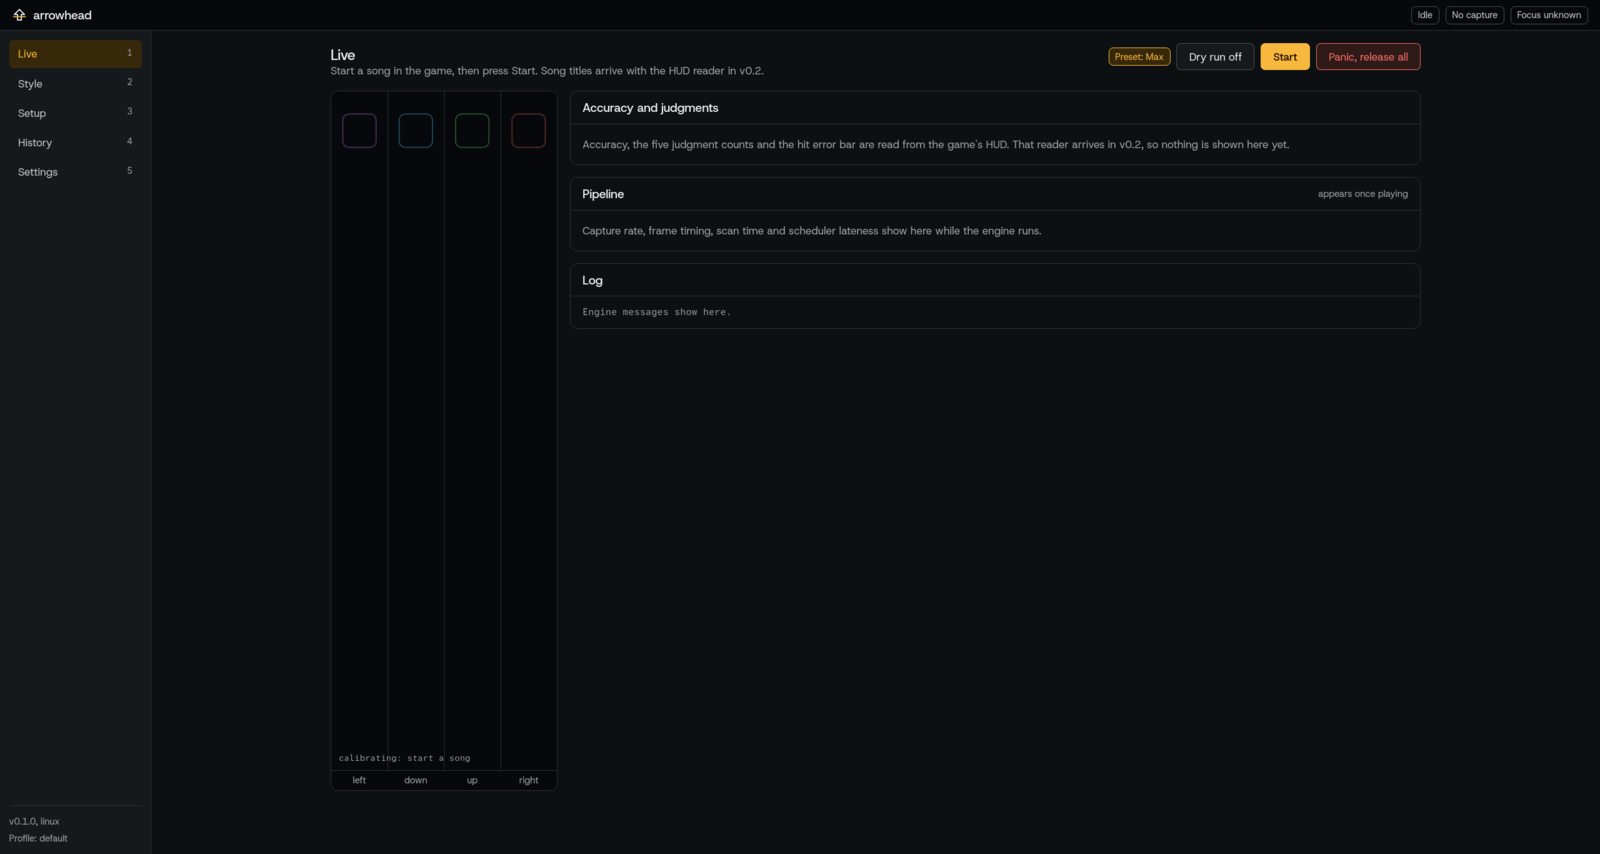 arrowhead
Idle
No capture
Focus unknown
Live 1
Style 2
Setup 3
History 4
Settings 5
v0.1.0, linux
Profile: default
Live
Start a song in the game, then press Start. Song titles arrive with the HUD reader in v0.2.
Preset: Max
Dry run off
Start
Panic, release all
calibrating: start a song
left down up right
Accuracy and judgments
Accuracy, the five judgment counts and the hit error bar are read from the game's HUD. That reader arrives in v0.2, so nothing is shown here yet.
Pipeline
appears once playing
Capture rate, frame timing, scan time and scheduler lateness show here while the engine runs.
Log
Engine messages show here.